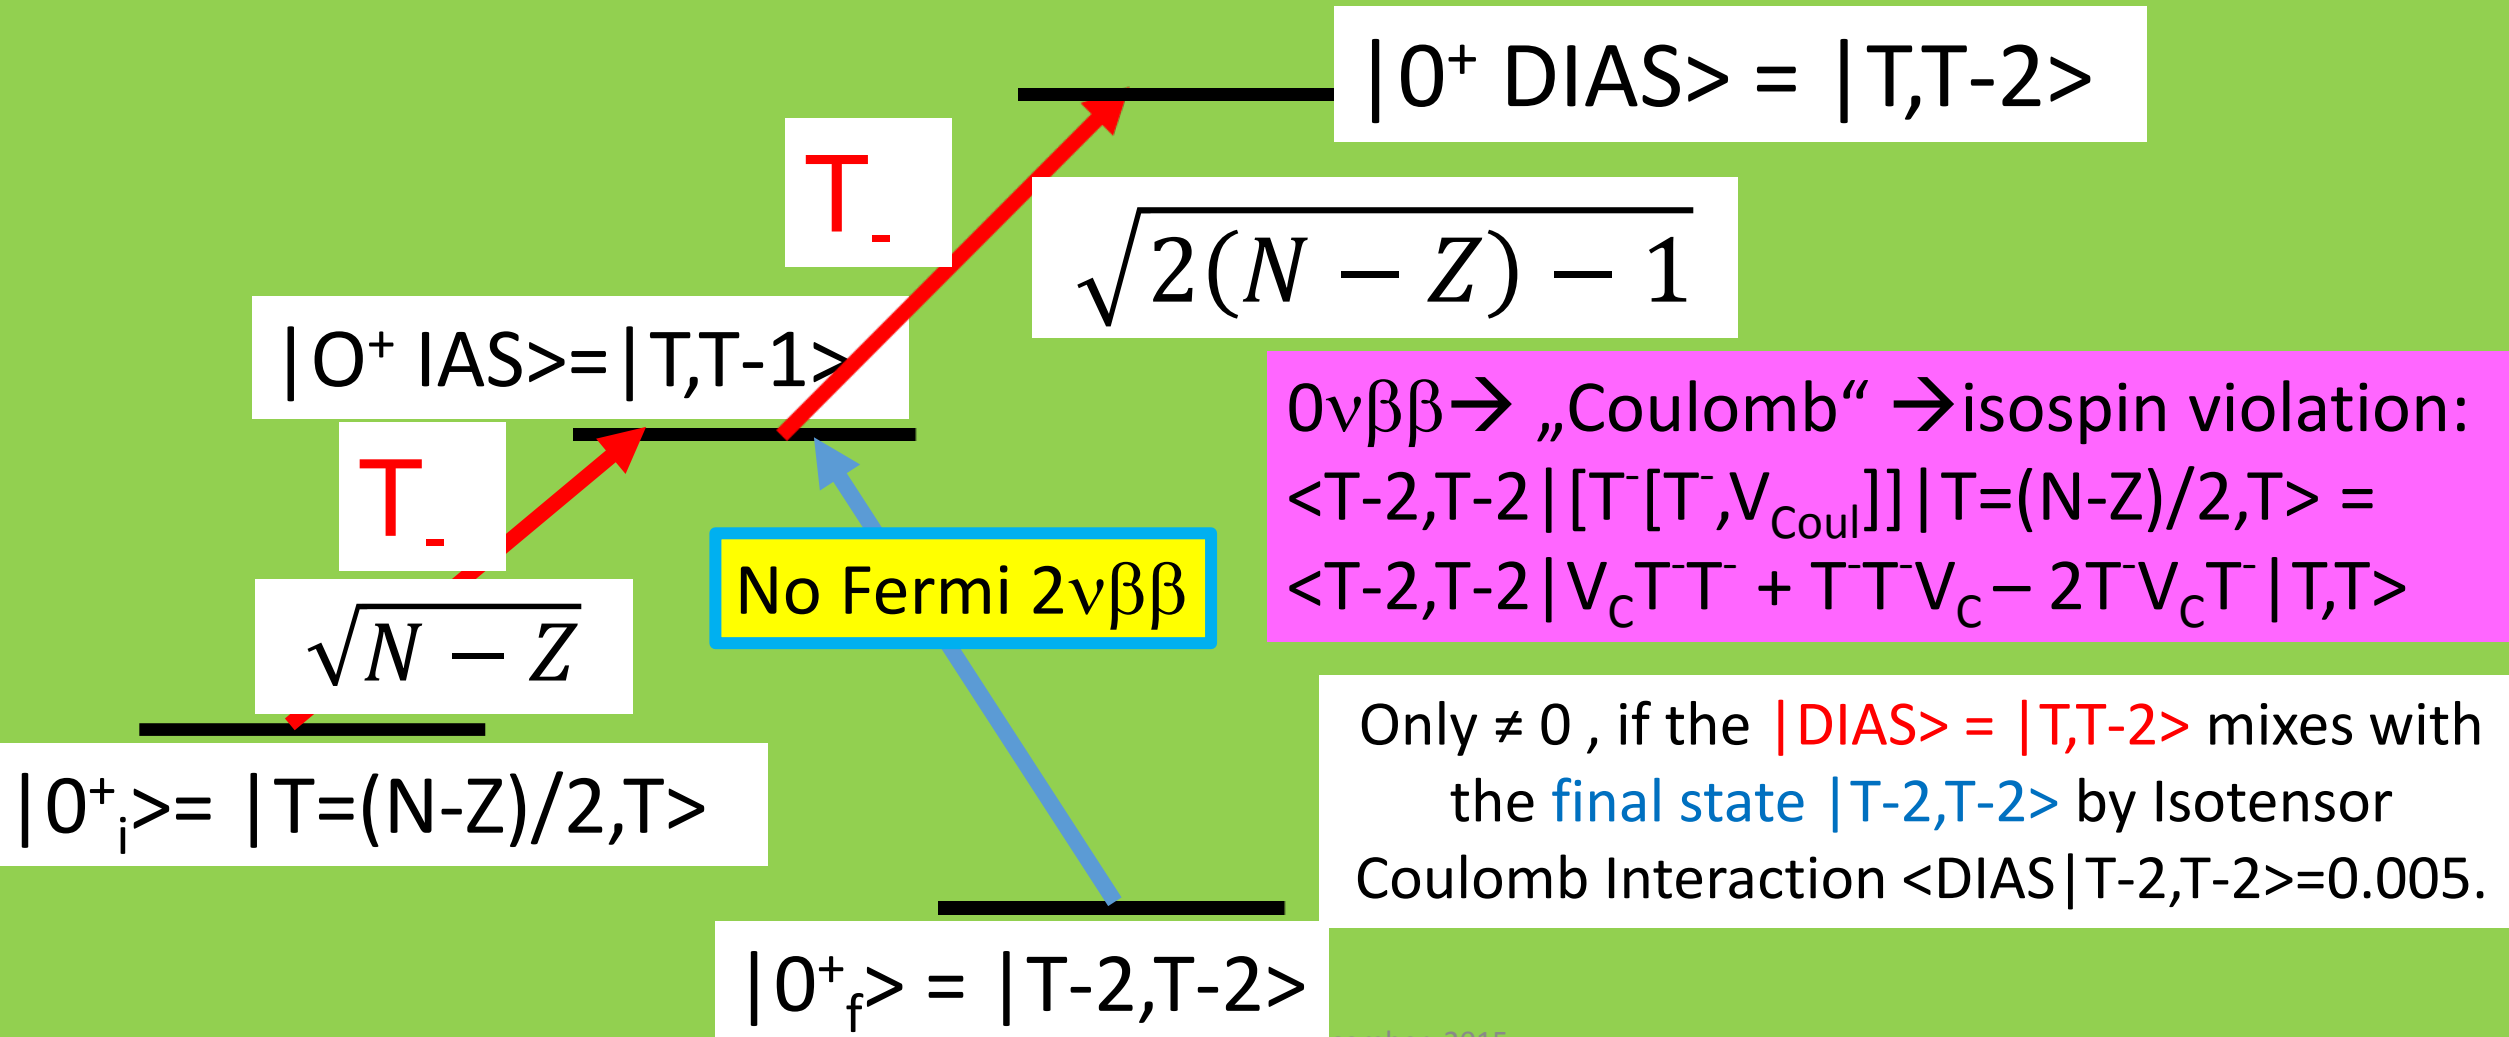 |0⁺ DIAS> = |T,T-2>
T₋
√(2(N − Z) − 1)
|O⁺ IAS>=|T,T-1>
T₋
√(N − Z)
|0⁺ᵢ>= |T=(N-Z)/2,T>
No Fermi 2νββ
|0⁺f> = |T-2,T-2>
0νββ→ „Coulomb“ →isospin violation:
<T-2,T-2|[T⁻[T⁻,V_Coul]]|T=(N-Z)/2,T> =
<T-2,T-2|V_C T⁻T⁻ + T⁻T⁻V_C – 2T⁻V_C T⁻|T,T>
Only ≠ 0 , if the |DIAS> = |T,T-2> mixes with
the final state |T-2,T-2> by Isotensor
Coulomb Interaction <DIAS|T-2,T-2>=0.005.